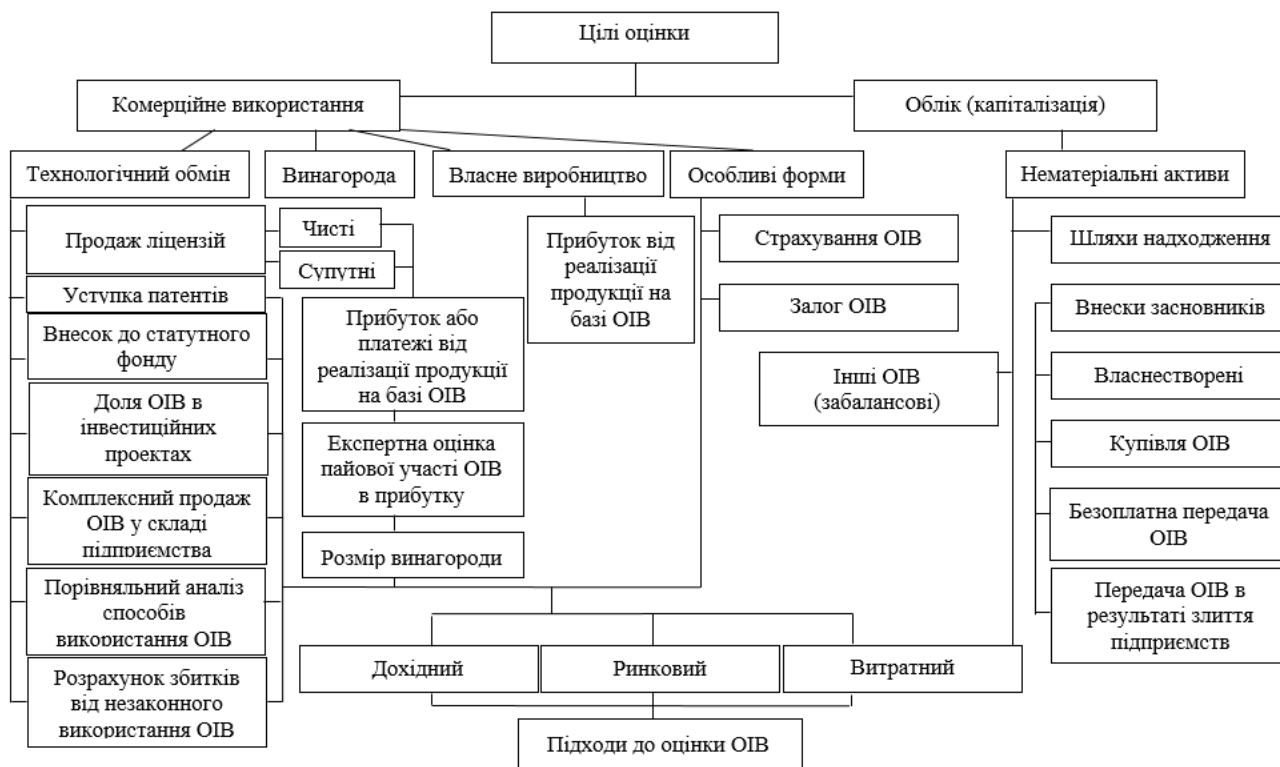 Цілі оцінки
Комерційне використання
Облік (капіталізація)
Технологічний обмін
Винагорода
Власне виробництво
Особливі форми
Нематеріальні активи
Продаж ліцензій
Уступка патентів
Внесок до статутного
фонду
Доля ОІВ в
інвестиційних
проектах
Комплексний продаж
ОІВ у складі
підприємства
Порівняльний аналіз
способів
використання ОІВ
Розрахунок збитків
від незаконного
використання ОІВ
Чисті
Супутні
Прибуток або
платежі від
реалізації продукції
на базі ОІВ
Експертна оцінка
пайової участі ОІВ
в прибутку
Розмір винагороди
Прибуток від
реалізації
продукції на
базі ОІВ
Страхування ОІВ
Залог ОІВ
Інші ОІВ
(забалансові)
Шляхи надходження
Внески засновників
Власнестворені
Купівля ОІВ
Безоплатна передача
ОІВ
Передача ОІВ в
результаті злиття
підприємств
Дохідний
Ринковий
Витратний
Підходи до оцінки ОІВ